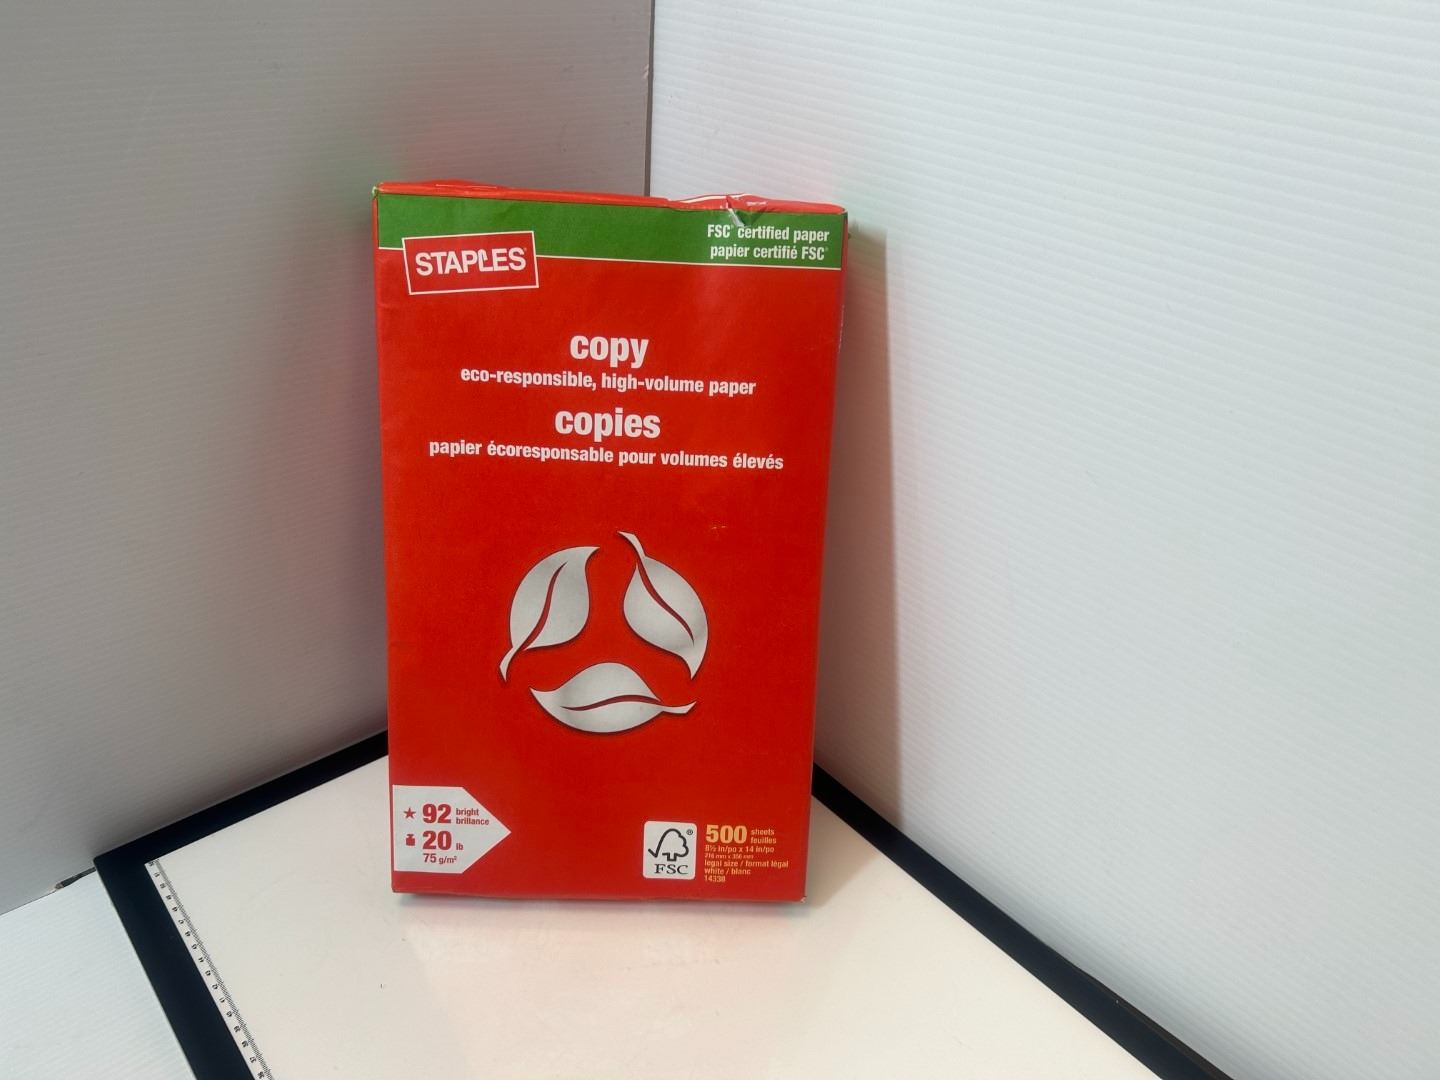 STAPLES
FSC® certified paper
papier certifié FSC®
copy
eco-responsible, high-volume paper
copies
papier écoresponsable pour volumes élevés
92 bright
brillance
20 lb
75 g/m²
FSC
®
500 sheets
feuilles
8½ in/po x 14 in/po
216 mm x 356 mm
legal size / format légal
white / blanc
14338